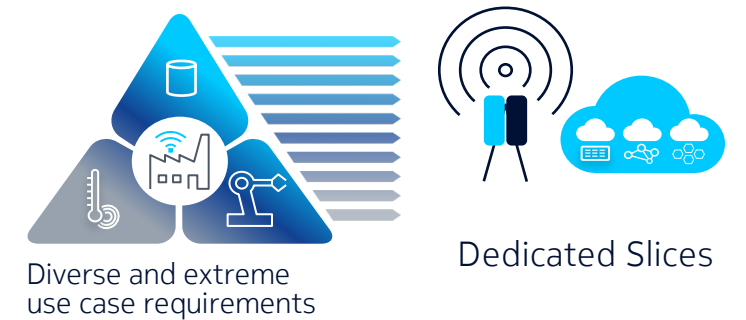 Dedicated Slices
Diverse and extreme
use case requirements